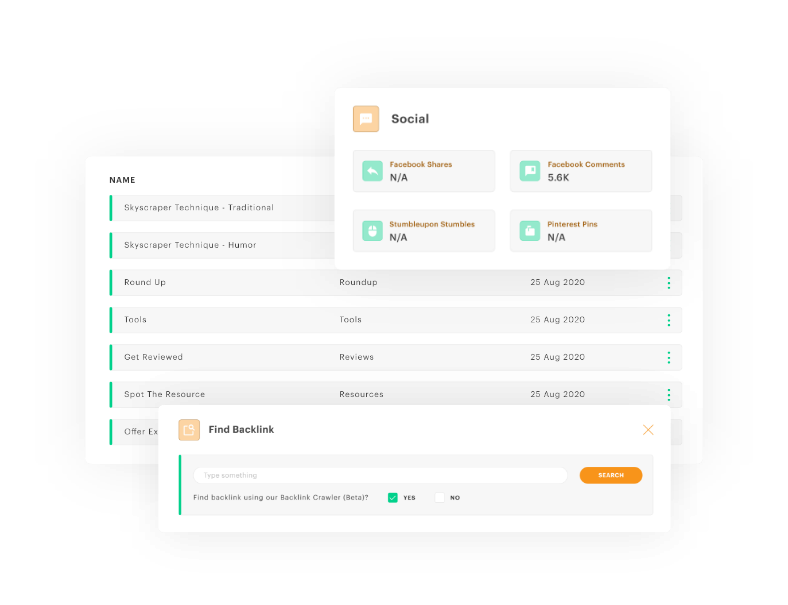 Social
Facebook Shares
N/A
Facebook Comments
5.6K
Stumbleupon Stumbles
N/A
Pinterest Pins
N/A
NAME
Skyscraper Technique - Traditional
Skyscraper Technique - Humor
Round Up Roundup 25 Aug 2020
Tools Tools 25 Aug 2020
Get Reviewed Reviews 25 Aug 2020
Spot The Resource Resources 25 Aug 2020
Offer Ex
Find Backlink
Type something
SEARCH
Find backlink using our Backlink Crawler (Beta)? YES NO